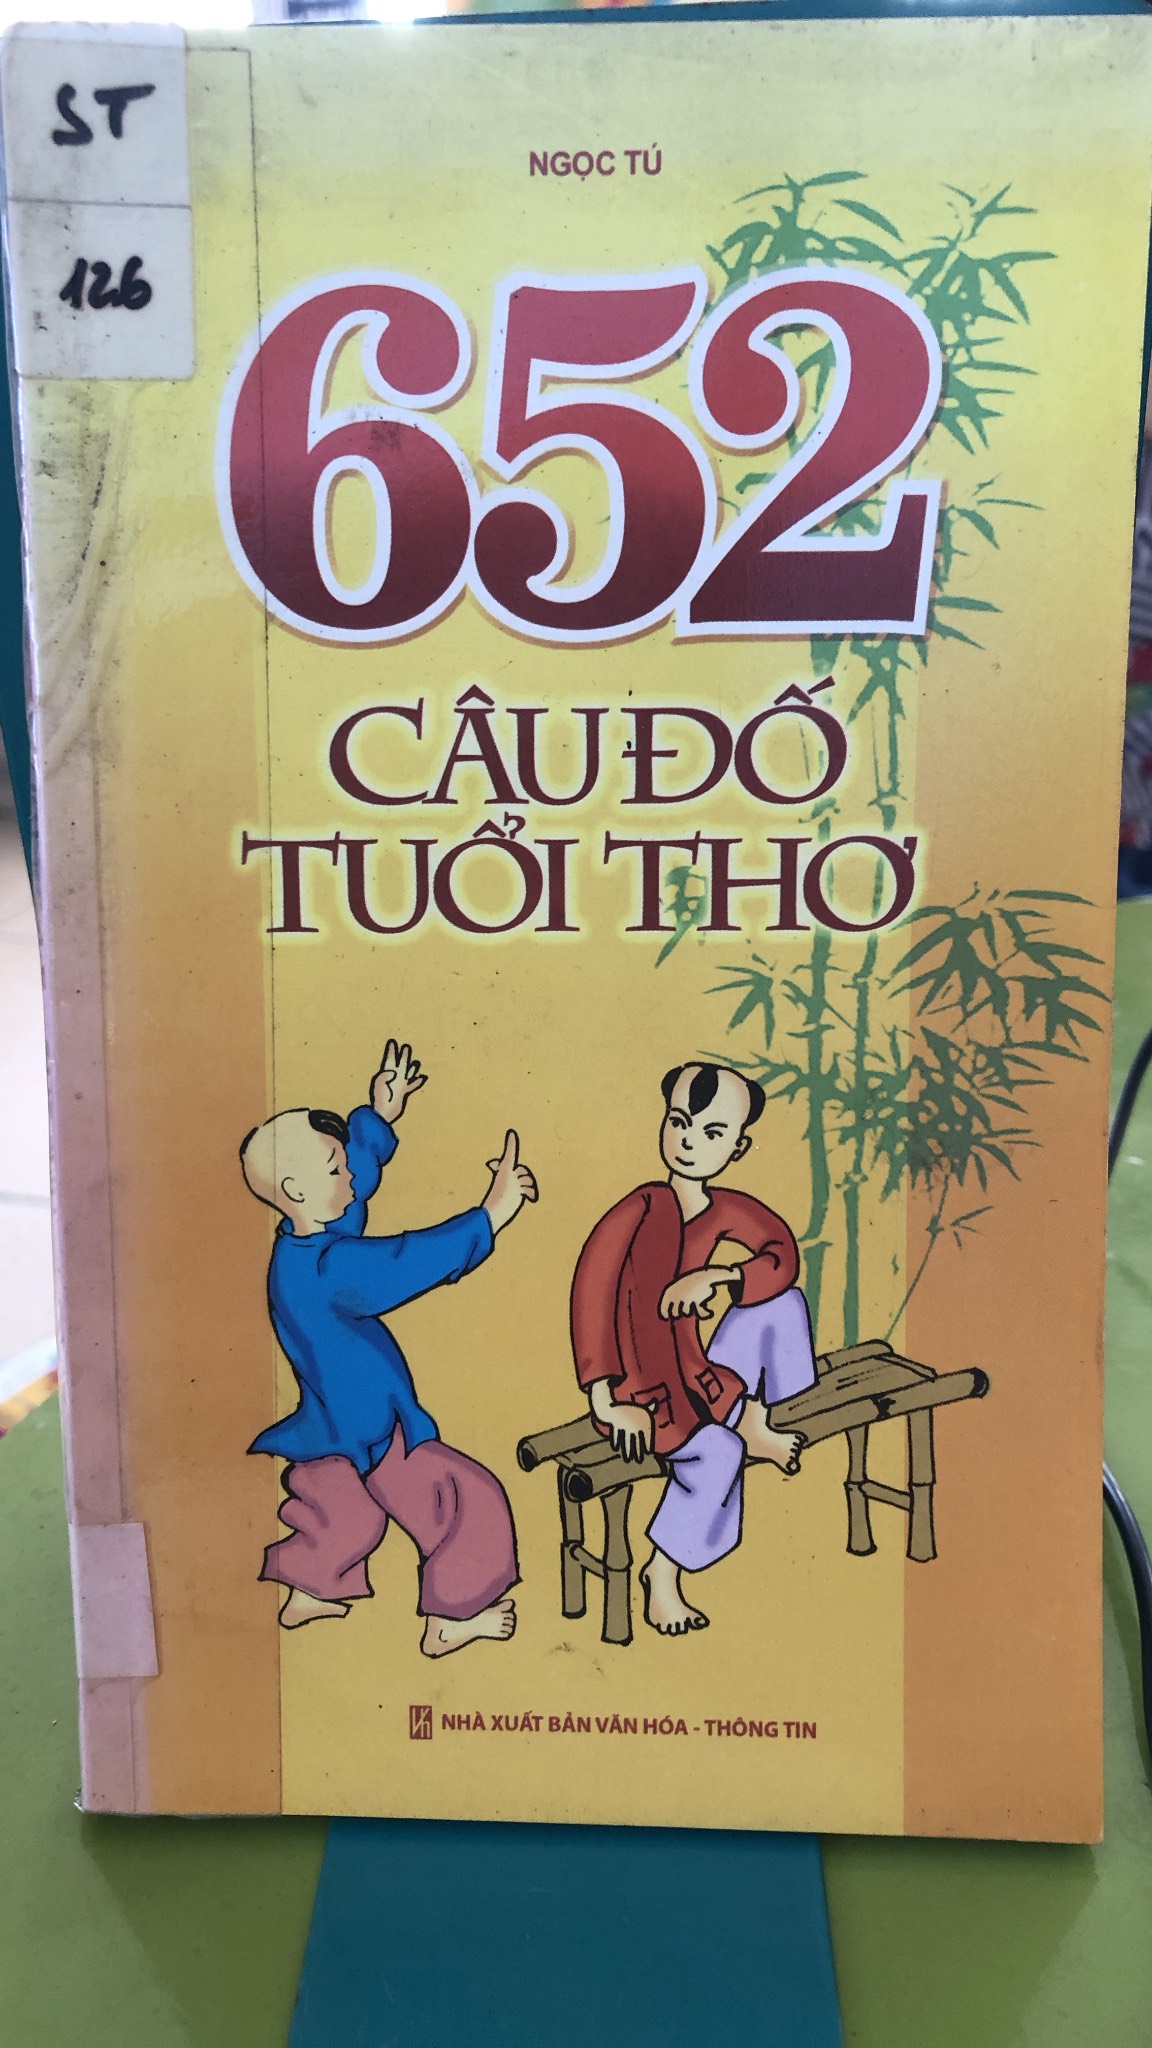 ST
126
NGỌC TÚ
652
CÂU ĐỐ
TUỔI THƠ
NHÀ XUẤT BẢN VĂN HÓA - THÔNG TIN